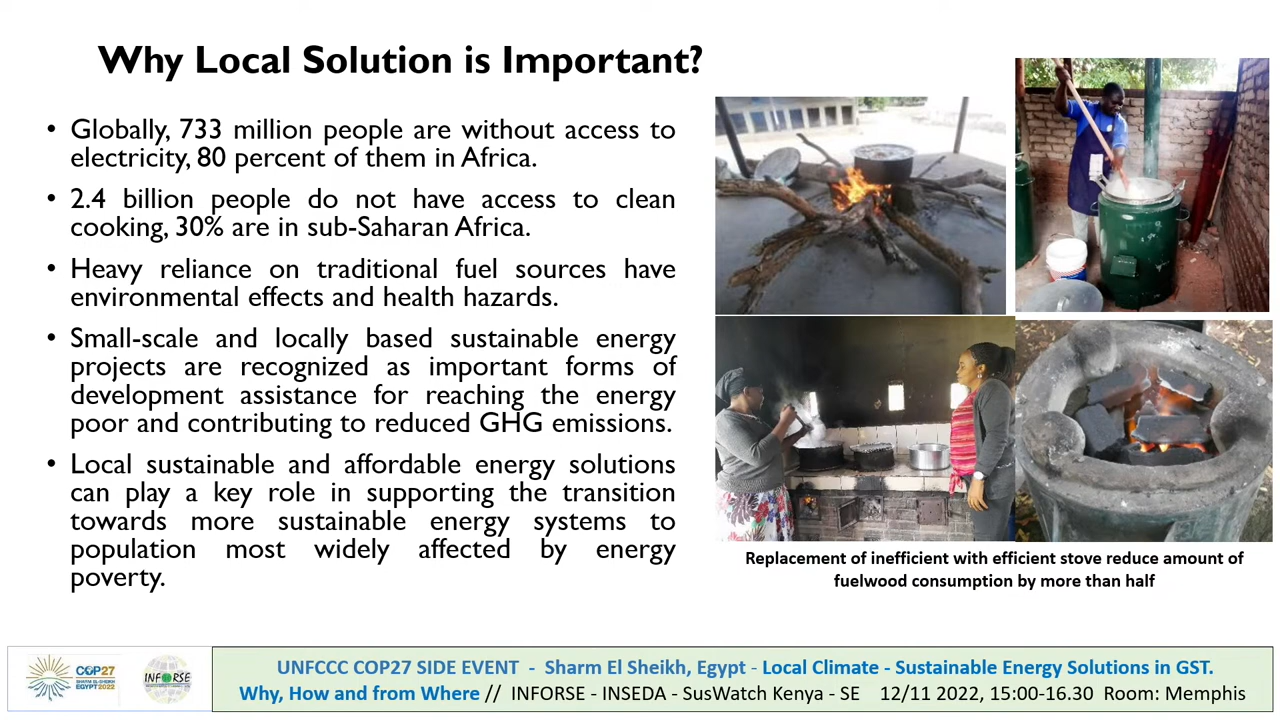 Why Local Solution is Important?
• Globally, 733 million people are without access to
electricity, 80 percent of them in Africa.
• 2.4 billion people do not have access to clean
cooking, 30% are in sub-Saharan Africa.
• Heavy reliance on traditional fuel sources have
environmental effects and health hazards.
• Small-scale and locally based sustainable energy
projects are recognized as important forms of
development assistance for reaching the energy
poor and contributing to reduced GHG emissions.
• Local sustainable and affordable energy solutions
can play a key role in supporting the transition
towards more sustainable energy systems to
population most widely affected by energy
poverty.
Replacement of inefficient with efficient stove reduce amount of
fuelwood consumption by more than half
COP27
SHARM EL-SHEIKH
EGYPT 2022
INFORSE
UNFCCC COP27 SIDE EVENT - Sharm El Sheikh, Egypt - Local Climate - Sustainable Energy Solutions in GST.
Why, How and from Where // INFORSE - INSEDA - SusWatch Kenya - SE 12/11 2022, 15:00-16.30 Room: Memphis